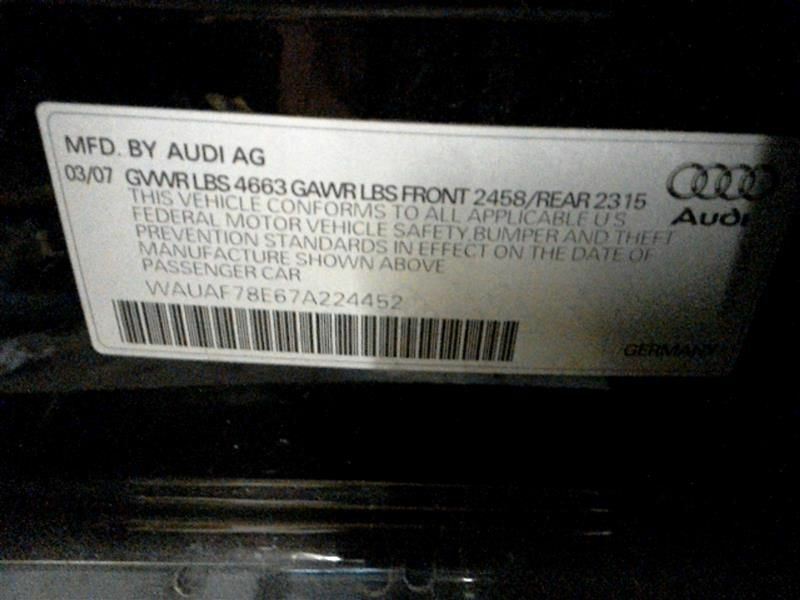 MFD. BY AUDI AG
03/07 GVWR LBS 4663 GAWR LBS FRONT 2458/REAR 2315
THIS VEHICLE CONFORMS TO ALL APPLICABLE U S
FEDERAL MOTOR VEHICLE SAFETY,BUMPER AND THEFT
PREVENTION STANDARDS IN EFFECT ON THE DATE OF
MANUFACTURE SHOWN ABOVE
PASSENGER CAR
WAUAF78E67A224452
Audi
GERMANY